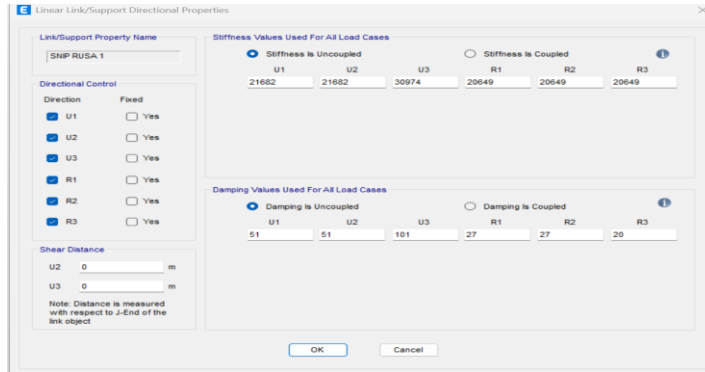 E Linear Link/Support Directional Properties
Link/Support Property Name
SNIP RUSA.1
Directional Control
Direction Fixed
U1 Yes
U2 Yes
U3 Yes
R1 Yes
R2 Yes
R3 Yes
Shear Distance
U2 0 m
U3 0 m
Note: Distance is measured
with respect to J-End of the
link object
Stiffness Values Used For All Load Cases
Stiffness Is Uncoupled Stiffness Is Coupled
U1 U2 U3 R1 R2 R3
21682 21682 30974 20649 20649 20649
Damping Values Used For All Load Cases
Damping Is Uncoupled Damping Is Coupled
U1 U2 U3 R1 R2 R3
51 51 101 27 27 20
OK Cancel